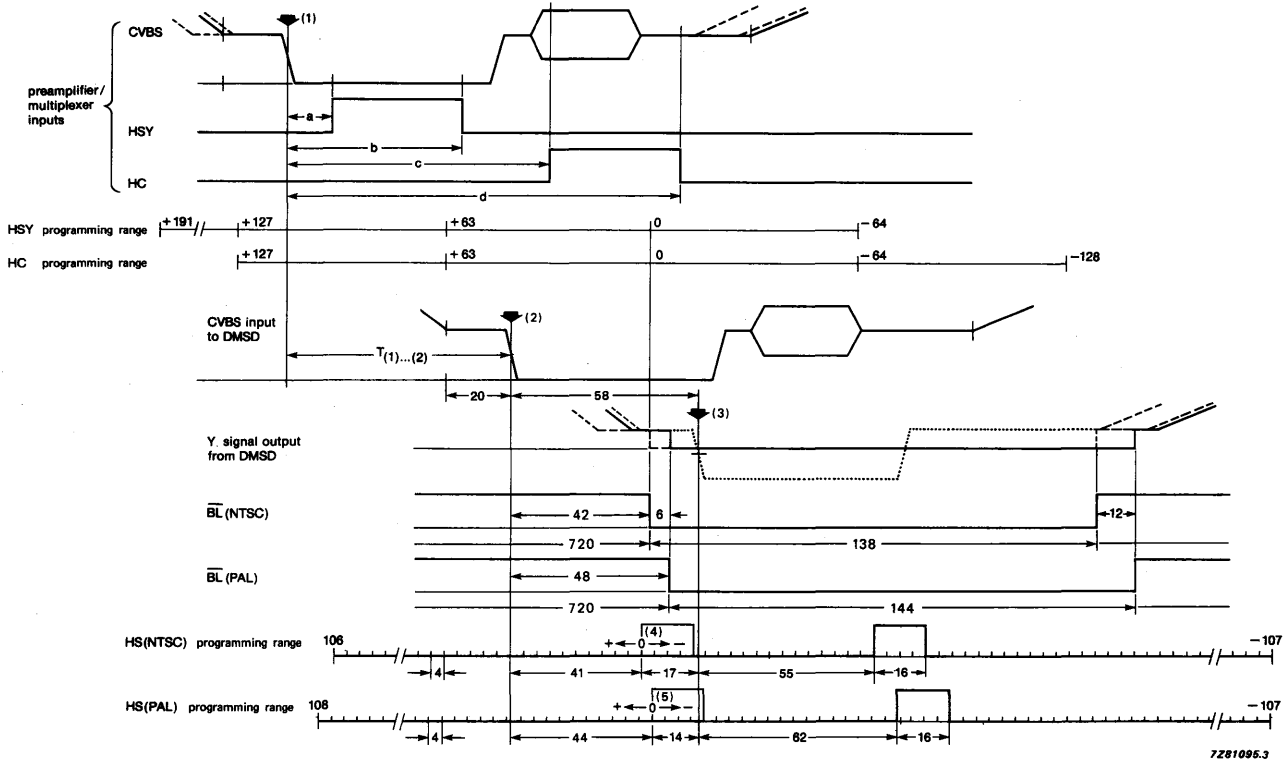 (1)
CVBS
preamplifier/
multiplexer
inputs
a
HSY
b
c
HC
d
HSY programming range +191 +127 +63 0 −64
HC programming range +127 +63 0 −64 −128
CVBS input
to DMSD
(2)
T(1)...(2)
20 58
(3)
Y. signal output
from DMSD
BL (NTSC) 42 6 12
720 138
BL (PAL) 48
720 144
HS(NTSC) programming range 106 (4) + 0 − −107
4 41 17 55 16
HS(PAL) programming range 108 (5) + 0 − −107
4 44 14 62 16
7Z81095.3